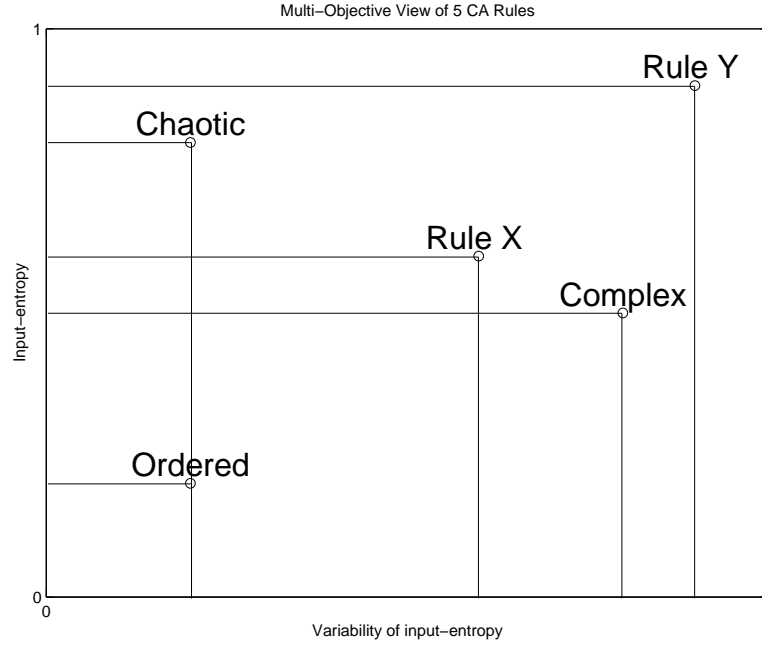 Multi−Objective View of 5 CA Rules
1
Rule Y
Chaotic
Rule X
Complex
Input−entropy
Ordered
0
0
Variability of input−entropy